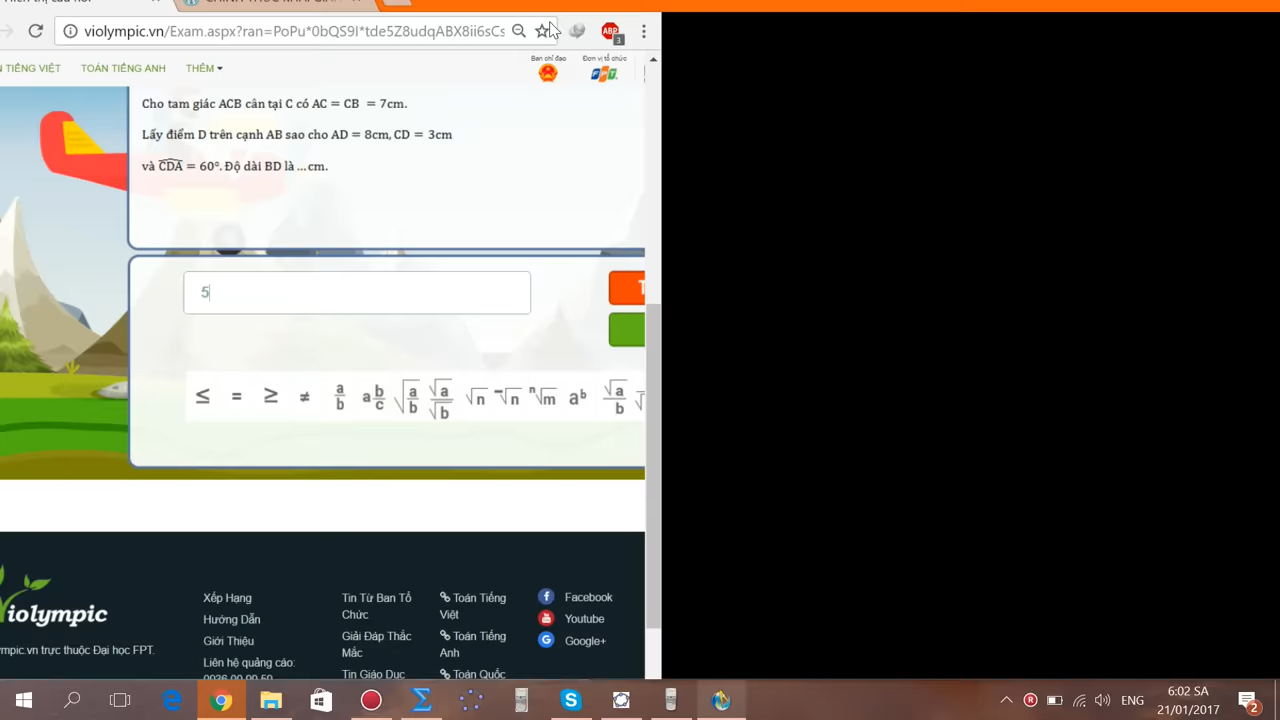 violympic.vn/Exam.aspx?ran=PoPu*0bQS9I*tde5Z8udqABX8ii6sCs
ABP
3
TIẾNG VIỆT
TOÁN TIẾNG ANH
THÊM
Ban chỉ đạo
Đơn vị tổ chức
FPT
Cho tam giác ACB cân tại C có AC = CB = 7cm.
Lấy điểm D trên cạnh AB sao cho AD = 8cm, CD = 3cm
và CDA = 60°. Độ dài BD là ...cm.
5
T
≤ = ≥ ≠ a/b a b/c √a/b √a/√b √n ⁻√n ⁿ√m aᵇ √a/b
iolympic
mpic.vn trực thuộc Đại học FPT.
Xếp Hạng
Hướng Dẫn
Giới Thiệu
Liên hệ quảng cáo:
Tin Từ Ban Tổ
Chức
Giải Đáp Thắc
Mắc
Tin Giáo Dục
Toán Tiếng
Việt
Toán Tiếng
Anh
Toán Quốc
Facebook
Youtube
Google+
ENG
6:02 SA
21/01/2017
2